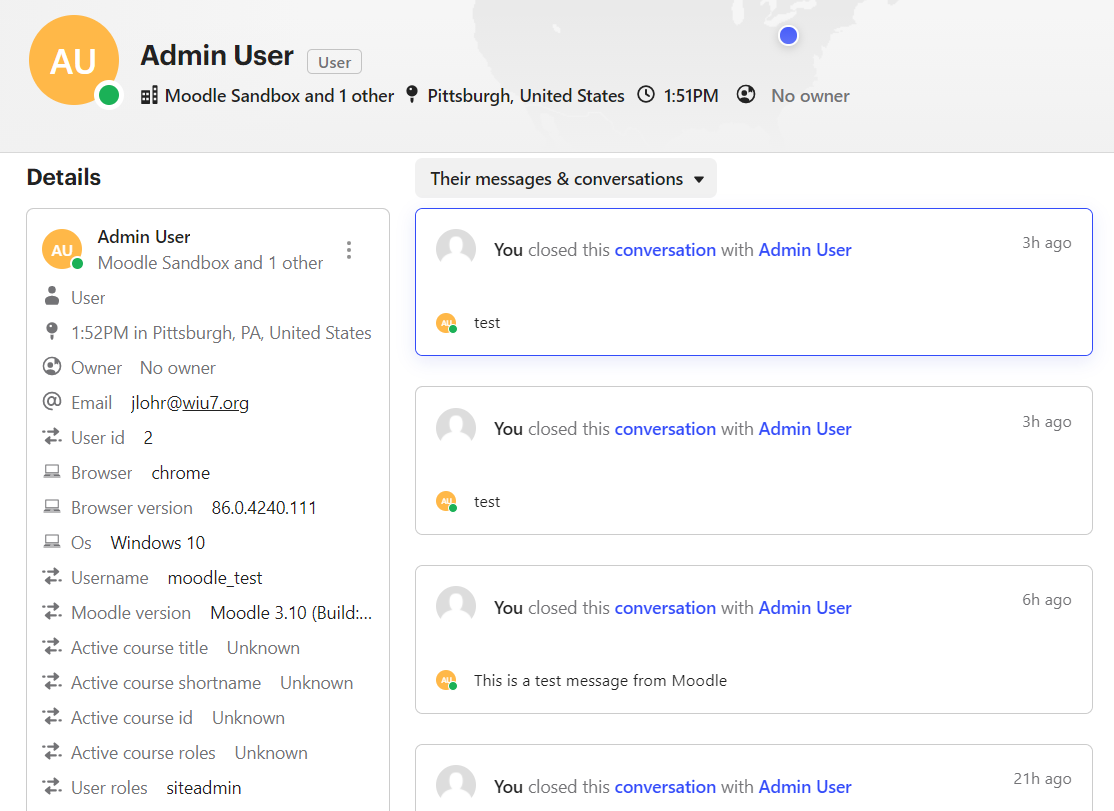 AU
Admin User User
Moodle Sandbox and 1 other Pittsburgh, United States 1:51PM No owner
Details
AU
Admin User
Moodle Sandbox and 1 other
User
1:52PM in Pittsburgh, PA, United States
Owner No owner
Email jlohr@wiu7.org
User id 2
Browser chrome
Browser version 86.0.4240.111
Os Windows 10
Username moodle_test
Moodle version Moodle 3.10 (Build:...
Active course title Unknown
Active course shortname Unknown
Active course id Unknown
Active course roles Unknown
User roles siteadmin
Their messages & conversations
You closed this conversation with Admin User 3h ago
AU test
You closed this conversation with Admin User 3h ago
AU test
You closed this conversation with Admin User 6h ago
AU This is a test message from Moodle
You closed this conversation with Admin User 21h ago